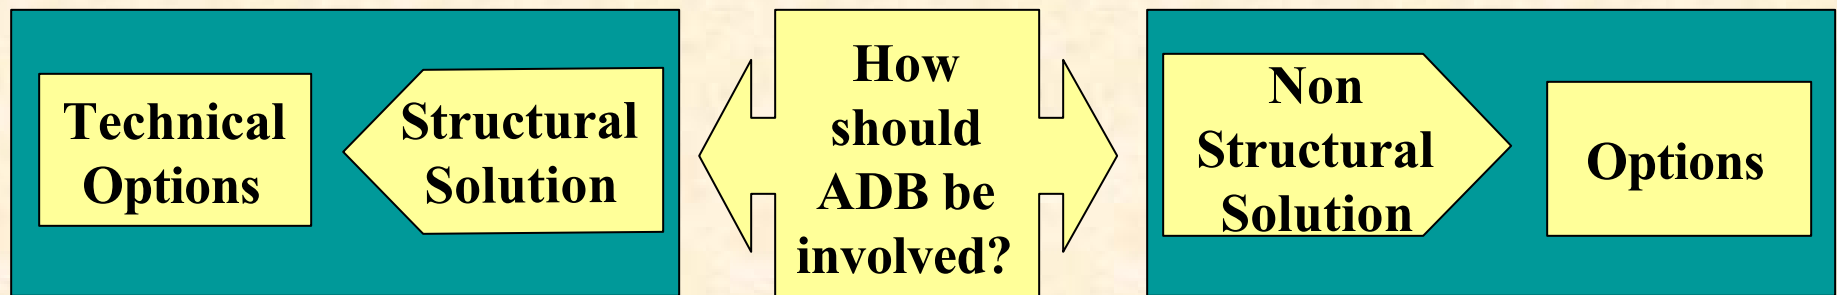 Technical
Options
Structural
Solution
How
should
ADB be
involved?
Non
Structural
Solution
Options